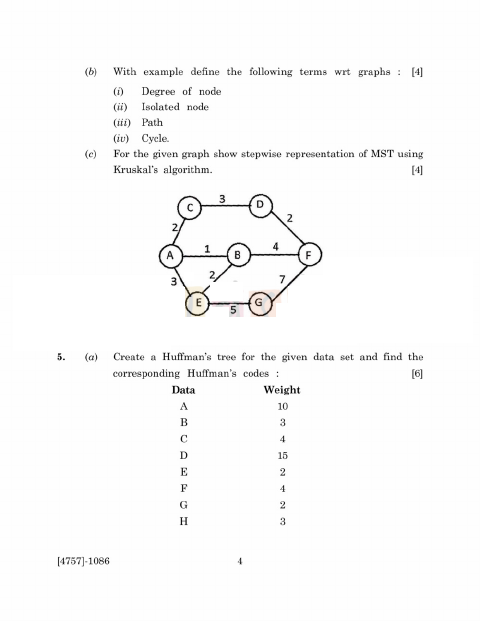 (b) With example define the following terms wrt graphs : [4]
(i) Degree of node
(ii) Isolated node
(iii) Path
(iv) Cycle.
(c) For the given graph show stepwise representation of MST using
Kruskal's algorithm. [4]
C 3 D
2 2
A 1 B 4 F
3 2 7
E 5 G
5. (a) Create a Huffman's tree for the given data set and find the
corresponding Huffman's codes : [6]
Data Weight
A 10
B 3
C 4
D 15
E 2
F 4
G 2
H 3
[4757]-1086 4